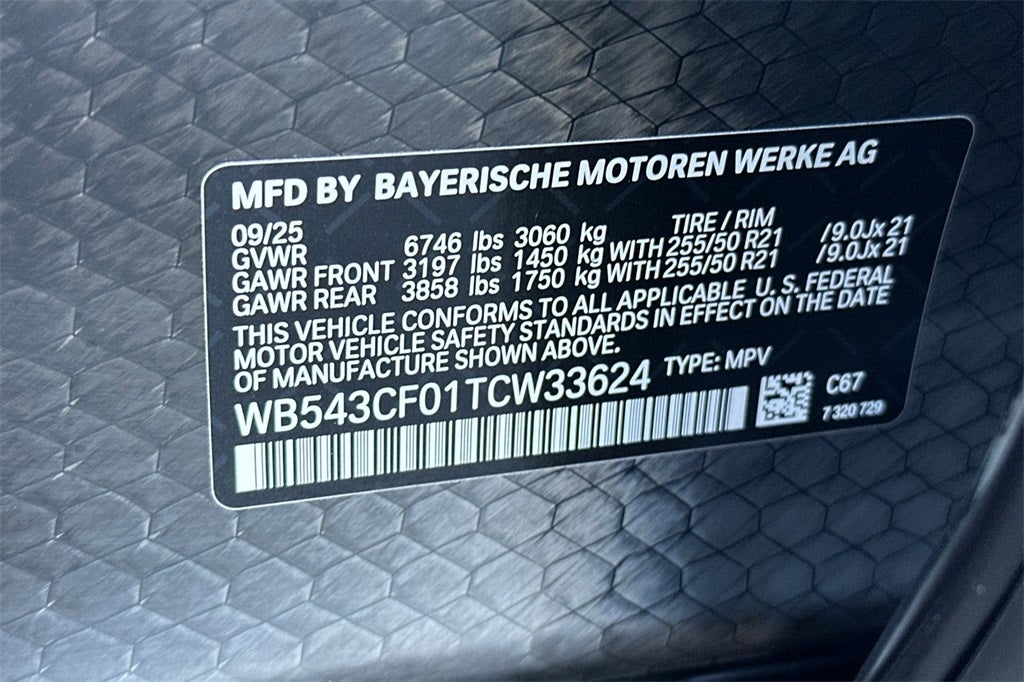 MFD BY BAYERISCHE MOTOREN WERKE AG
09/25 TIRE / RIM
GVWR 6746 lbs 3060 kg
GAWR FRONT 3197 lbs 1450 kg WITH 255/50 R21 /9.0Jx 21
GAWR REAR 3858 lbs 1750 kg WITH 255/50 R21 /9.0Jx 21
THIS VEHICLE CONFORMS TO ALL APPLICABLE U. S. FEDERAL
MOTOR VEHICLE SAFETY STANDARDS IN EFFECT ON THE DATE
OF MANUFACTURE SHOWN ABOVE.
WB543CF01TCW33624 TYPE: MPV
C67
7 320 729